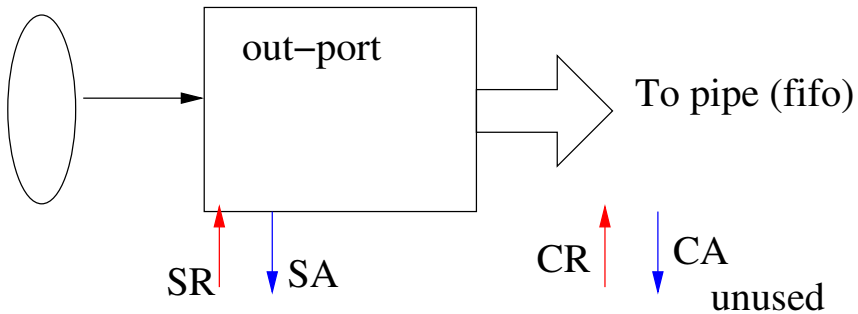 out−port
To pipe (fifo)
SR
SA
CR
CA
unused